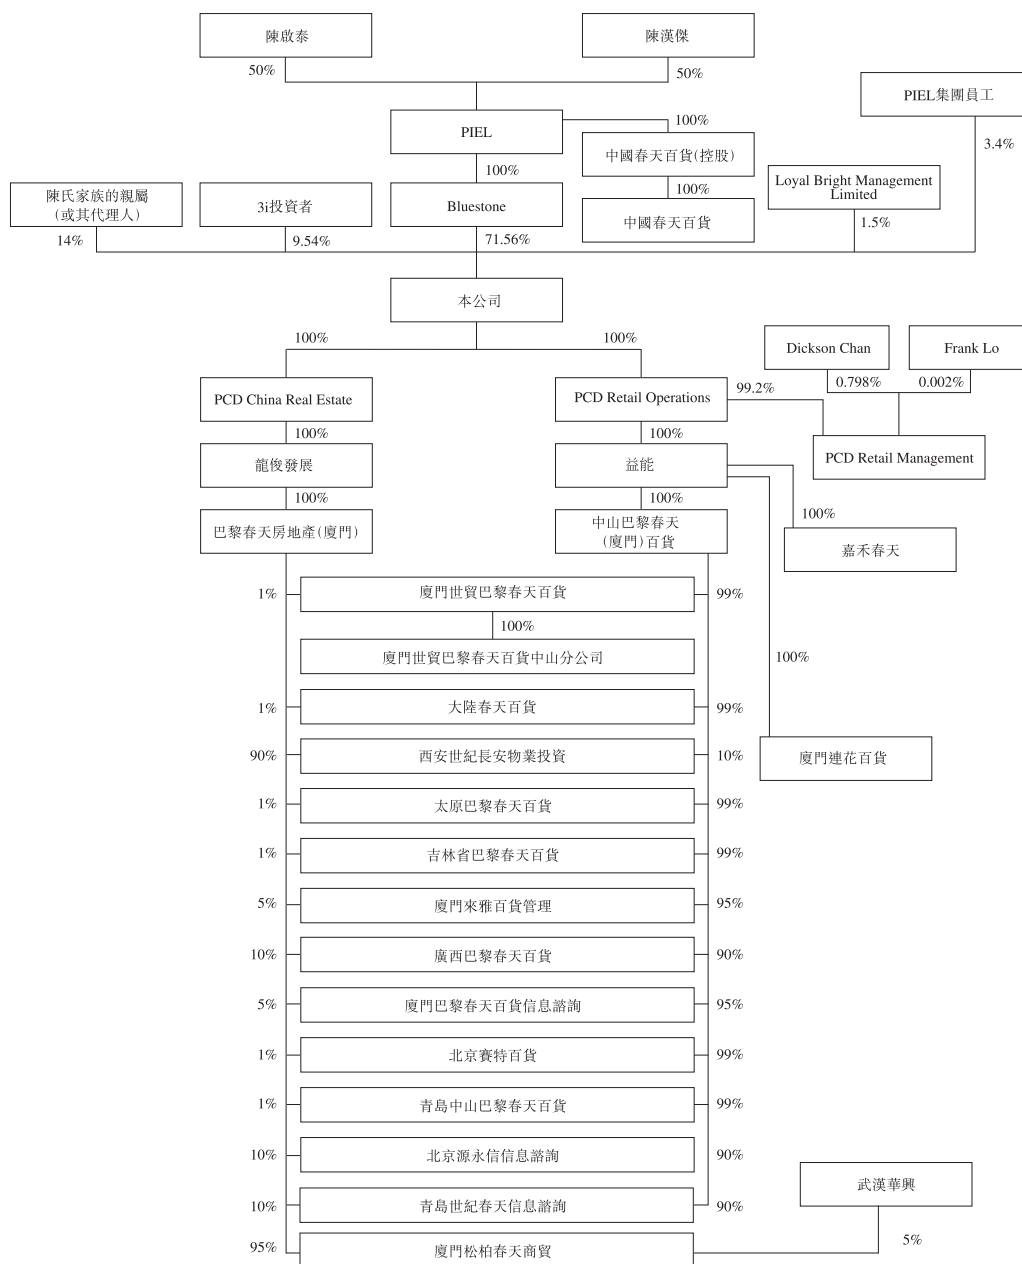 陳啟泰
陳漢傑
50%
50%
PIEL集團員工
PIEL
100%
中國春天百貨(控股)
3.4%
100%
100%
Loyal Bright Management
Limited
陳氏家族的親屬
(或其代理人)
3i投資者
Bluestone
中國春天百貨
14%
9.54%
71.56%
1.5%
本公司
100%
100%
Dickson Chan
Frank Lo
0.798%
0.002%
99.2%
PCD China Real Estate
PCD Retail Operations
100%
100%
PCD Retail Management
龍俊發展
益能
100%
100%
100%
巴黎春天房地產(廈門)
中山巴黎春天
(廈門)百貨
嘉禾春天
1%
廈門世貿巴黎春天百貨
99%
100%
廈門世貿巴黎春天百貨中山分公司
100%
1%
大陸春天百貨
99%
90%
西安世紀長安物業投資
10%
廈門連花百貨
1%
太原巴黎春天百貨
99%
1%
吉林省巴黎春天百貨
99%
5%
廈門來雅百貨管理
95%
10%
廣西巴黎春天百貨
90%
5%
廈門巴黎春天百貨信息諮詢
95%
1%
北京賽特百貨
99%
1%
青島中山巴黎春天百貨
99%
10%
北京源永信信息諮詢
90%
武漢華興
10%
青島世紀春天信息諮詢
90%
95%
廈門松柏春天商貿
5%